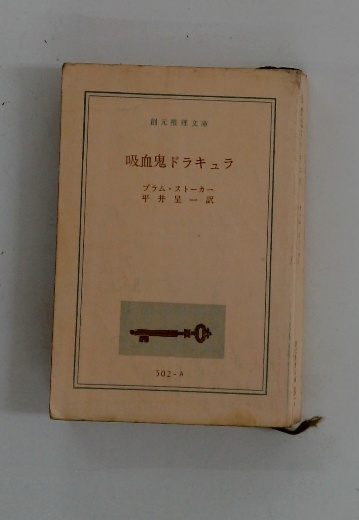 創元推理文庫
吸血鬼ドラキュラ
ブラム・ストーカー
平井呈一訳
502-A